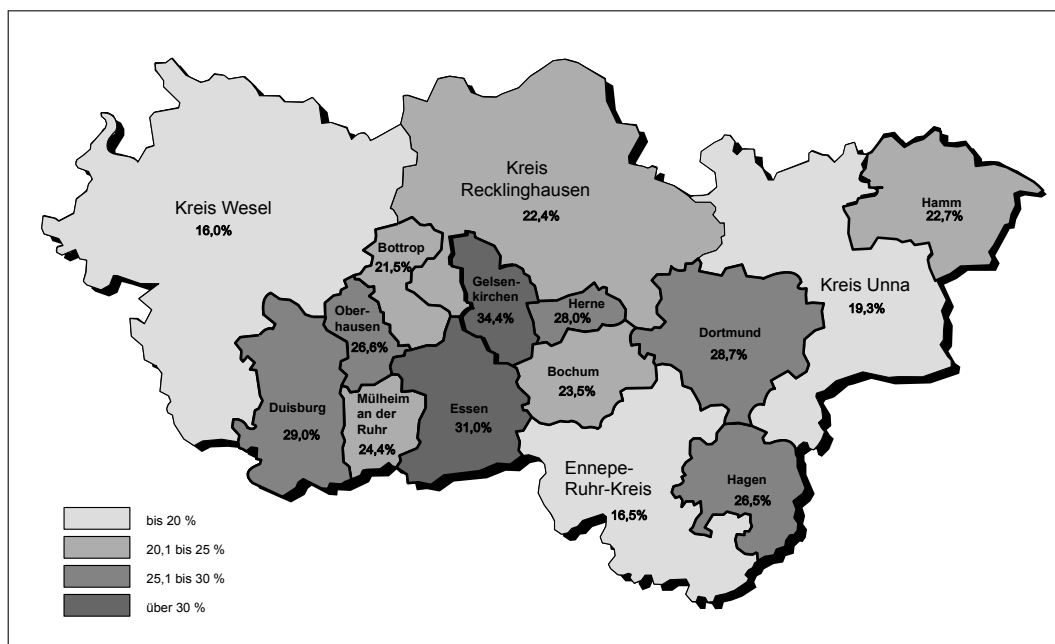 Kreis
Recklinghausen
22,4%
Kreis Wesel
16,0%
Hamm
22,7%
Bottrop
21,5%
Gelsen-
kirchen
34,4%
Kreis Unna
19,3%
Ober-
hausen
26,6%
Herne
28,0%
Dortmund
28,7%
Bochum
23,5%
Duisburg
29,0%
Mülheim
an der
Ruhr
24,4%
Essen
31,0%
Ennepe-
Ruhr-Kreis
16,5%
Hagen
26,5%
bis 20 %
20,1 bis 25 %
25,1 bis 30 %
über 30 %